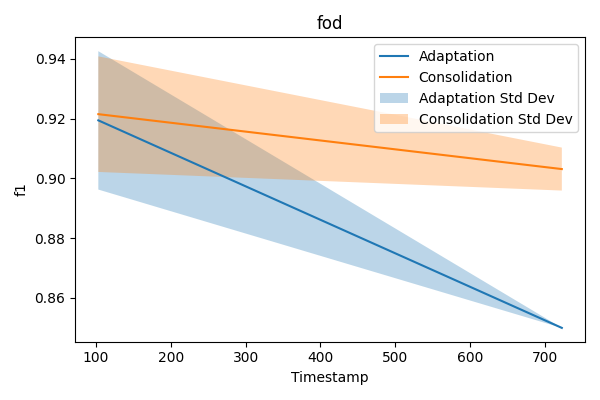 fod
Adaptation
Consolidation
Adaptation Std Dev
Consolidation Std Dev
0.94
0.92
0.90
0.88
0.86
f1
100 200 300 400 500 600 700
Timestamp